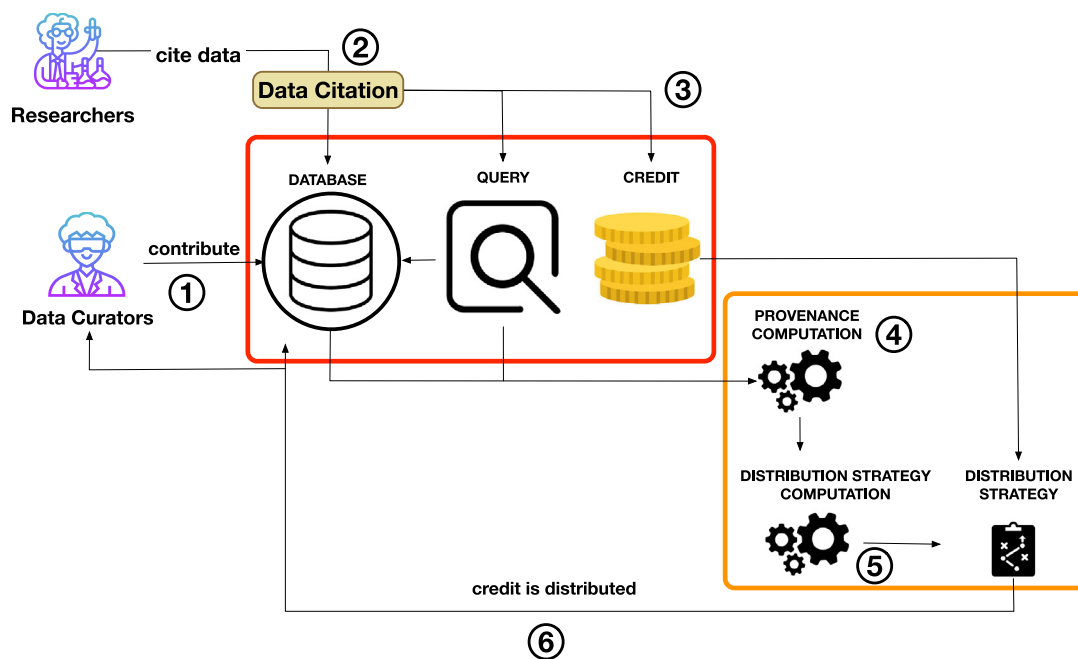 cite data
②
Data Citation
③
Researchers
DATABASE
QUERY
CREDIT
contribute
①
Data Curators
PROVENANCE
COMPUTATION
④
DISTRIBUTION STRATEGY
COMPUTATION
DISTRIBUTION
STRATEGY
⑤
credit is distributed
⑥